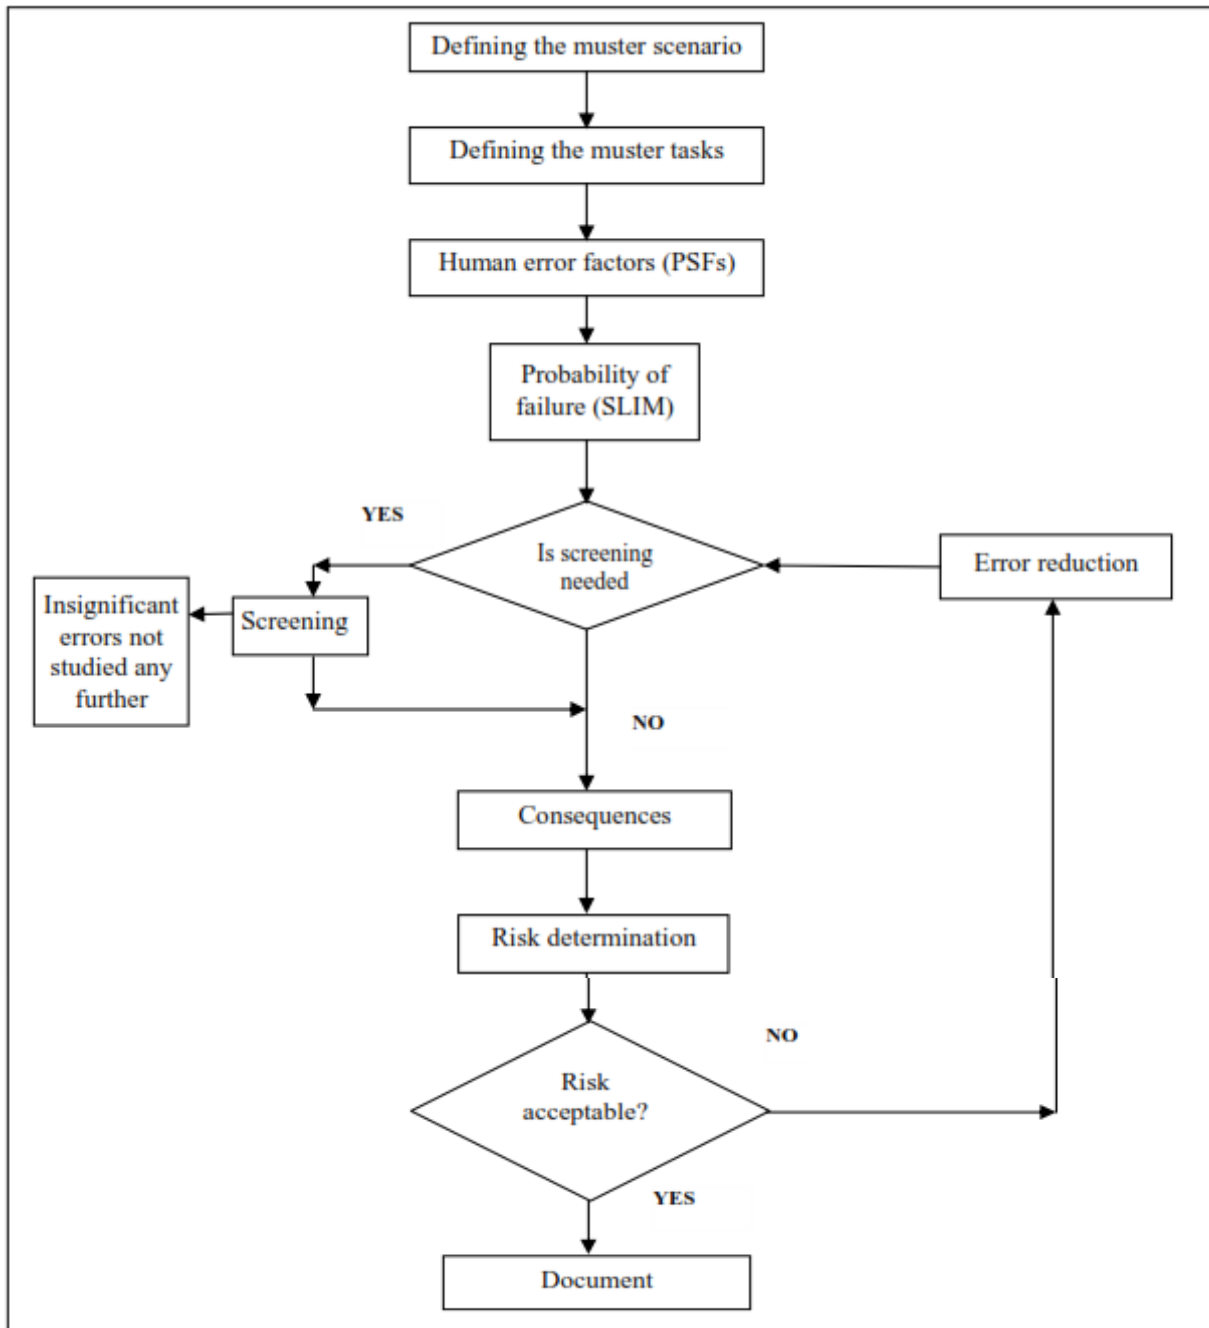 Defining the muster scenario
Defining the muster tasks
Human error factors (PSFs)
Probability of
failure (SLIM)
YES
Is screening
needed
Error reduction
Insignificant
errors not
studied any
further
Screening
NO
Consequences
Risk determination
NO
Risk
acceptable?
YES
Document